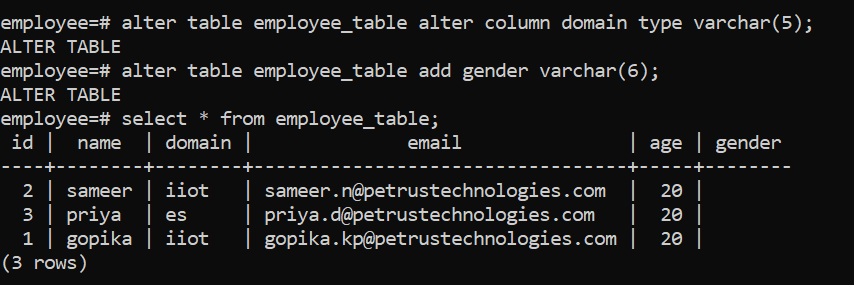 employee=# alter table employee_table alter column domain type varchar(5);
ALTER TABLE
employee=# alter table employee_table add gender varchar(6);
ALTER TABLE
employee=# select * from employee_table;
 id |  name  | domain |              email               | age | gender
----+--------+--------+----------------------------------+-----+--------
  2 | sameer | iiot   | sameer.n@petrustechnologies.com  |  20 |
  3 | priya  | es     | priya.d@petrustechnologies.com   |  20 |
  1 | gopika | iiot   | gopika.kp@petrustechnologies.com |  20 |
(3 rows)